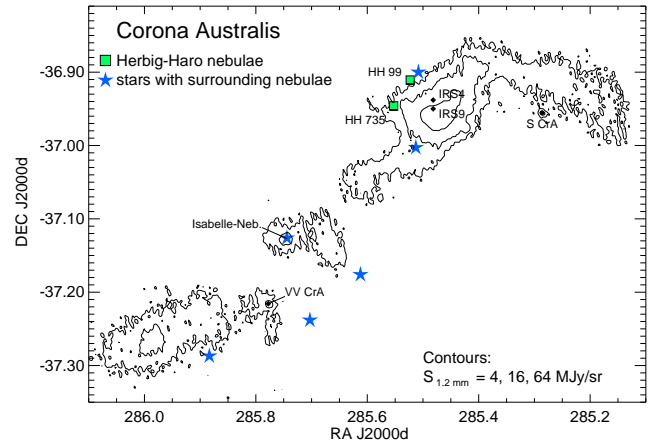 Corona Australis
Herbig-Haro nebulae
stars with surrounding nebulae
HH 99
IRS4
IRS9
HH 735
S CrA
Isabelle-Neb.
VV CrA
Contours:
S 1.2 mm = 4, 16, 64 MJy/sr
DEC J2000d
-36.90
-37.00
-37.10
-37.20
-37.30
286.0
285.8
285.6
285.4
285.2
RA J2000d